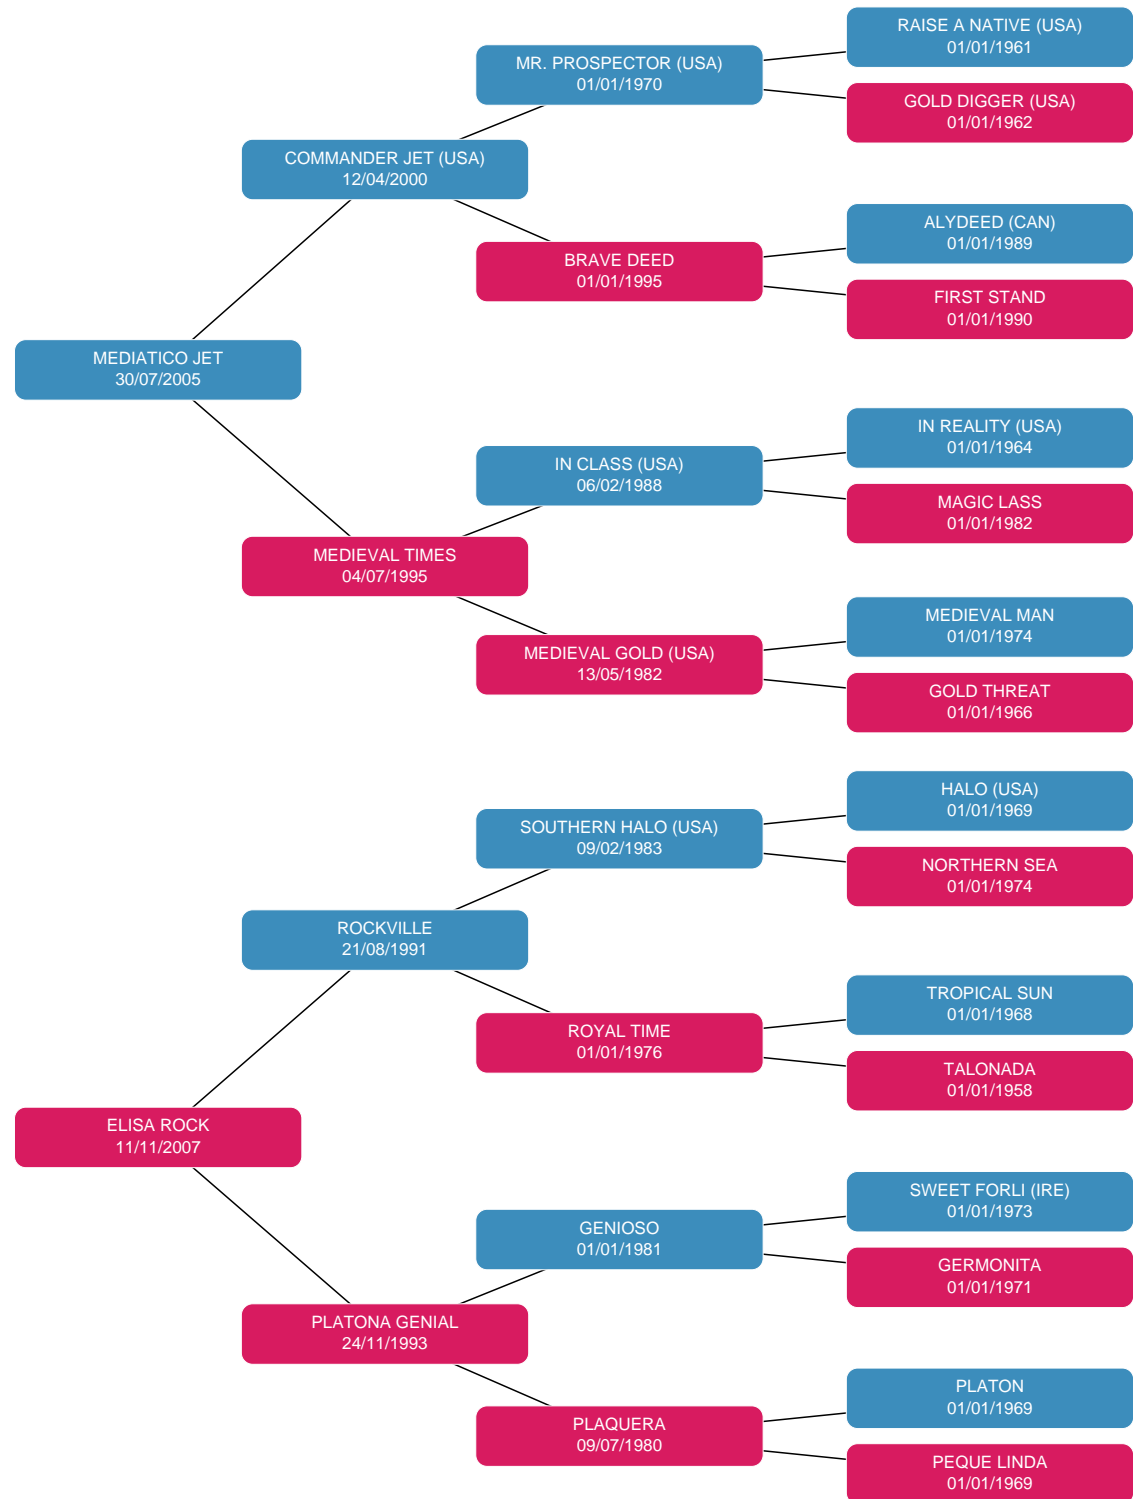 RAISE A NATIVE (USA)
01/01/1961
MR. PROSPECTOR (USA)
01/01/1970
GOLD DIGGER (USA)
01/01/1962
COMMANDER JET (USA)
12/04/2000
ALYDEED (CAN)
01/01/1989
BRAVE DEED
01/01/1995
FIRST STAND
01/01/1990
MEDIATICO JET
30/07/2005
IN REALITY (USA)
01/01/1964
IN CLASS (USA)
06/02/1988
MAGIC LASS
01/01/1982
MEDIEVAL TIMES
04/07/1995
MEDIEVAL MAN
01/01/1974
MEDIEVAL GOLD (USA)
13/05/1982
GOLD THREAT
01/01/1966
HALO (USA)
01/01/1969
SOUTHERN HALO (USA)
09/02/1983
NORTHERN SEA
01/01/1974
ROCKVILLE
21/08/1991
TROPICAL SUN
01/01/1968
ROYAL TIME
01/01/1976
TALONADA
01/01/1958
ELISA ROCK
11/11/2007
SWEET FORLI (IRE)
01/01/1973
GENIOSO
01/01/1981
GERMONITA
01/01/1971
PLATONA GENIAL
24/11/1993
PLATON
01/01/1969
PLAQUERA
09/07/1980
PEQUE LINDA
01/01/1969